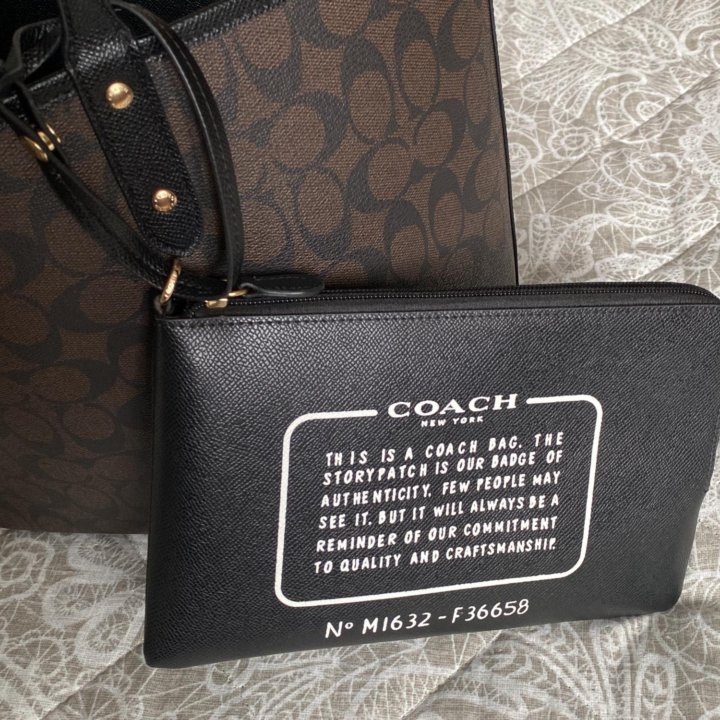 COACH
NEW YORK
THIS IS A COACH BAG. THE
STORYPATCH IS OUR BADGE OF
AUTHENTICITY. FEW PEOPLE MAY
SEE IT. BUT IT WILL ALWAYS BE A
REMINDER OF OUR COMMITMENT
TO QUALITY AND CRAFTSMANSHIP.
Nº M1632-F36658